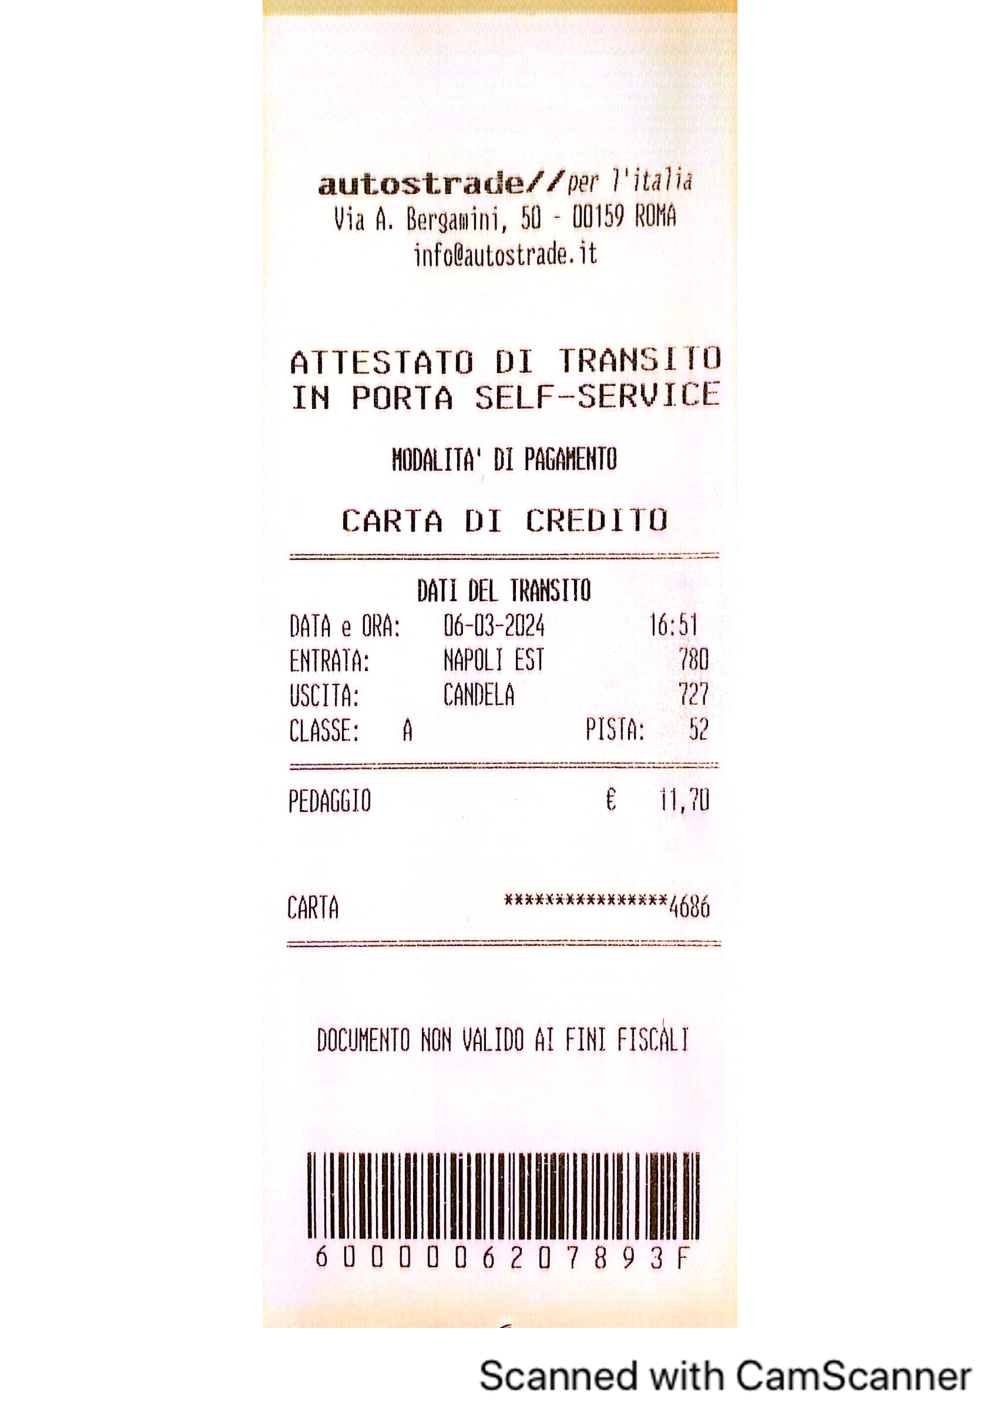 autostrade//per l'italia
Via A. Bergamini, 50 - 00159 ROMA
info@autostrade.it
ATTESTATO DI TRANSITO
IN PORTA SELF-SERVICE
MODALITA' DI PAGAMENTO
CARTA DI CREDITO
DATI DEL TRANSITO
DATA e ORA: 06-03-2024 16:51
ENTRATA: NAPOLI EST 780
USCITA: CANDELA 727
CLASSE: A PISTA: 52
PEDAGGIO € 11,70
CARTA ****************4686
DOCUMENTO NON VALIDO AI FINI FISCALI
6000006207893F
Scanned with CamScanner